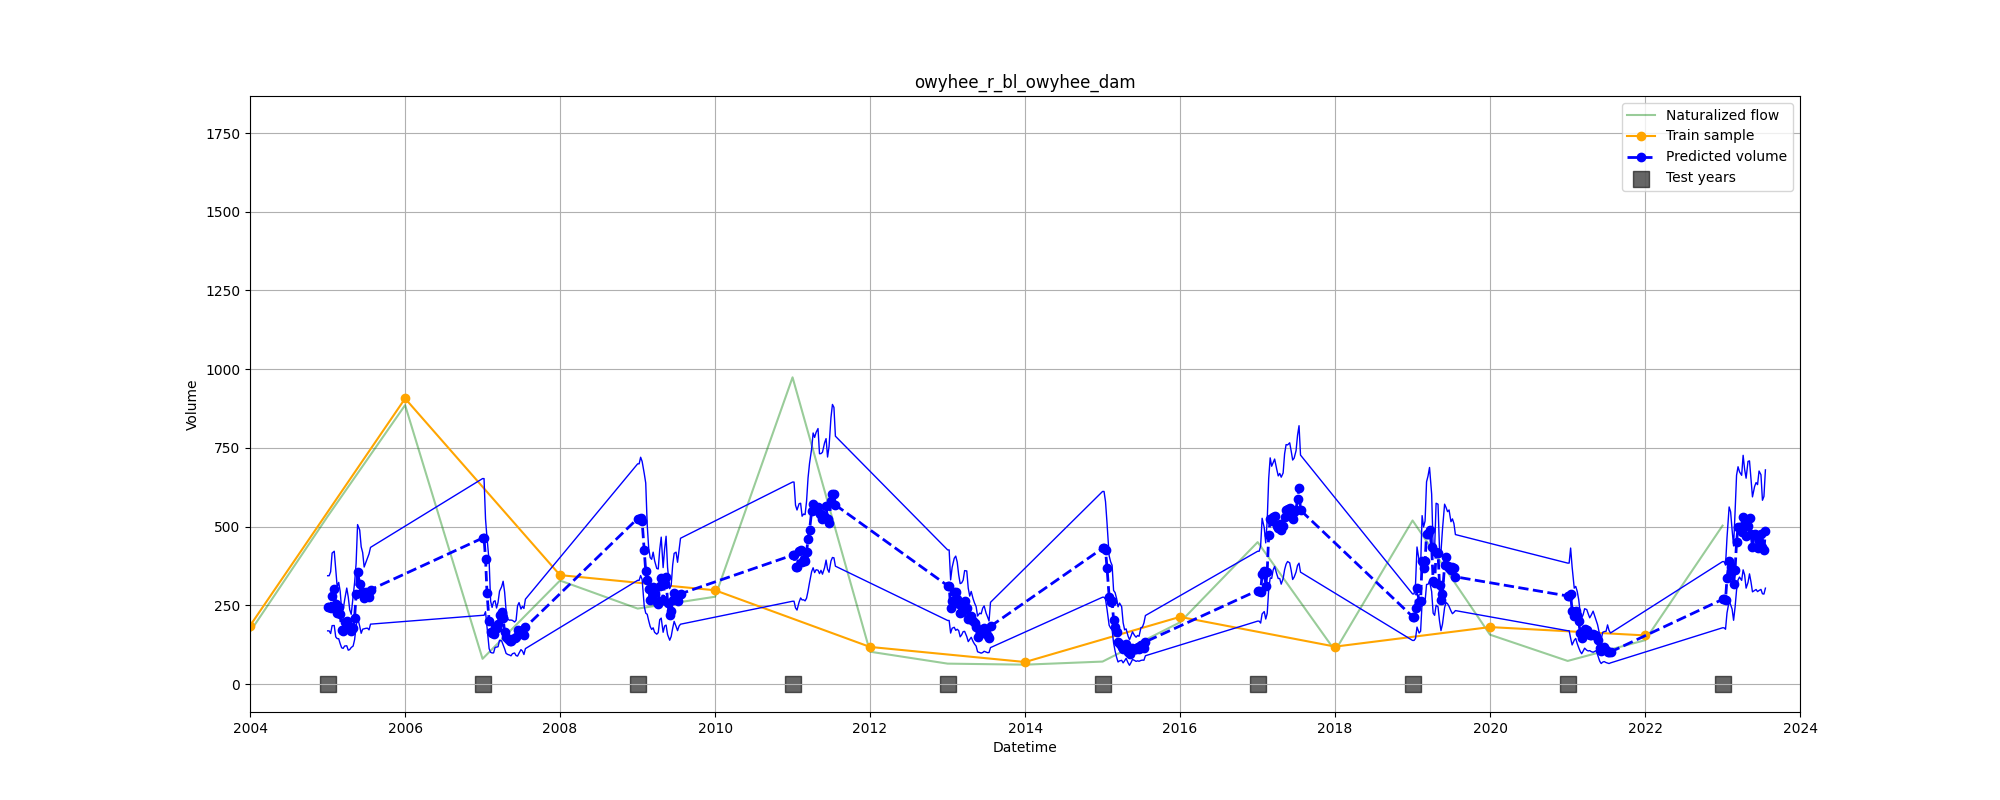 owyhee_r_bl_owyhee_dam
Naturalized flow
Train sample
Predicted volume
Test years
Volume
1750
1500
1250
1000
750
500
250
0
2004 2006 2008 2010 2012 2014 2016 2018 2020 2022 2024
Datetime